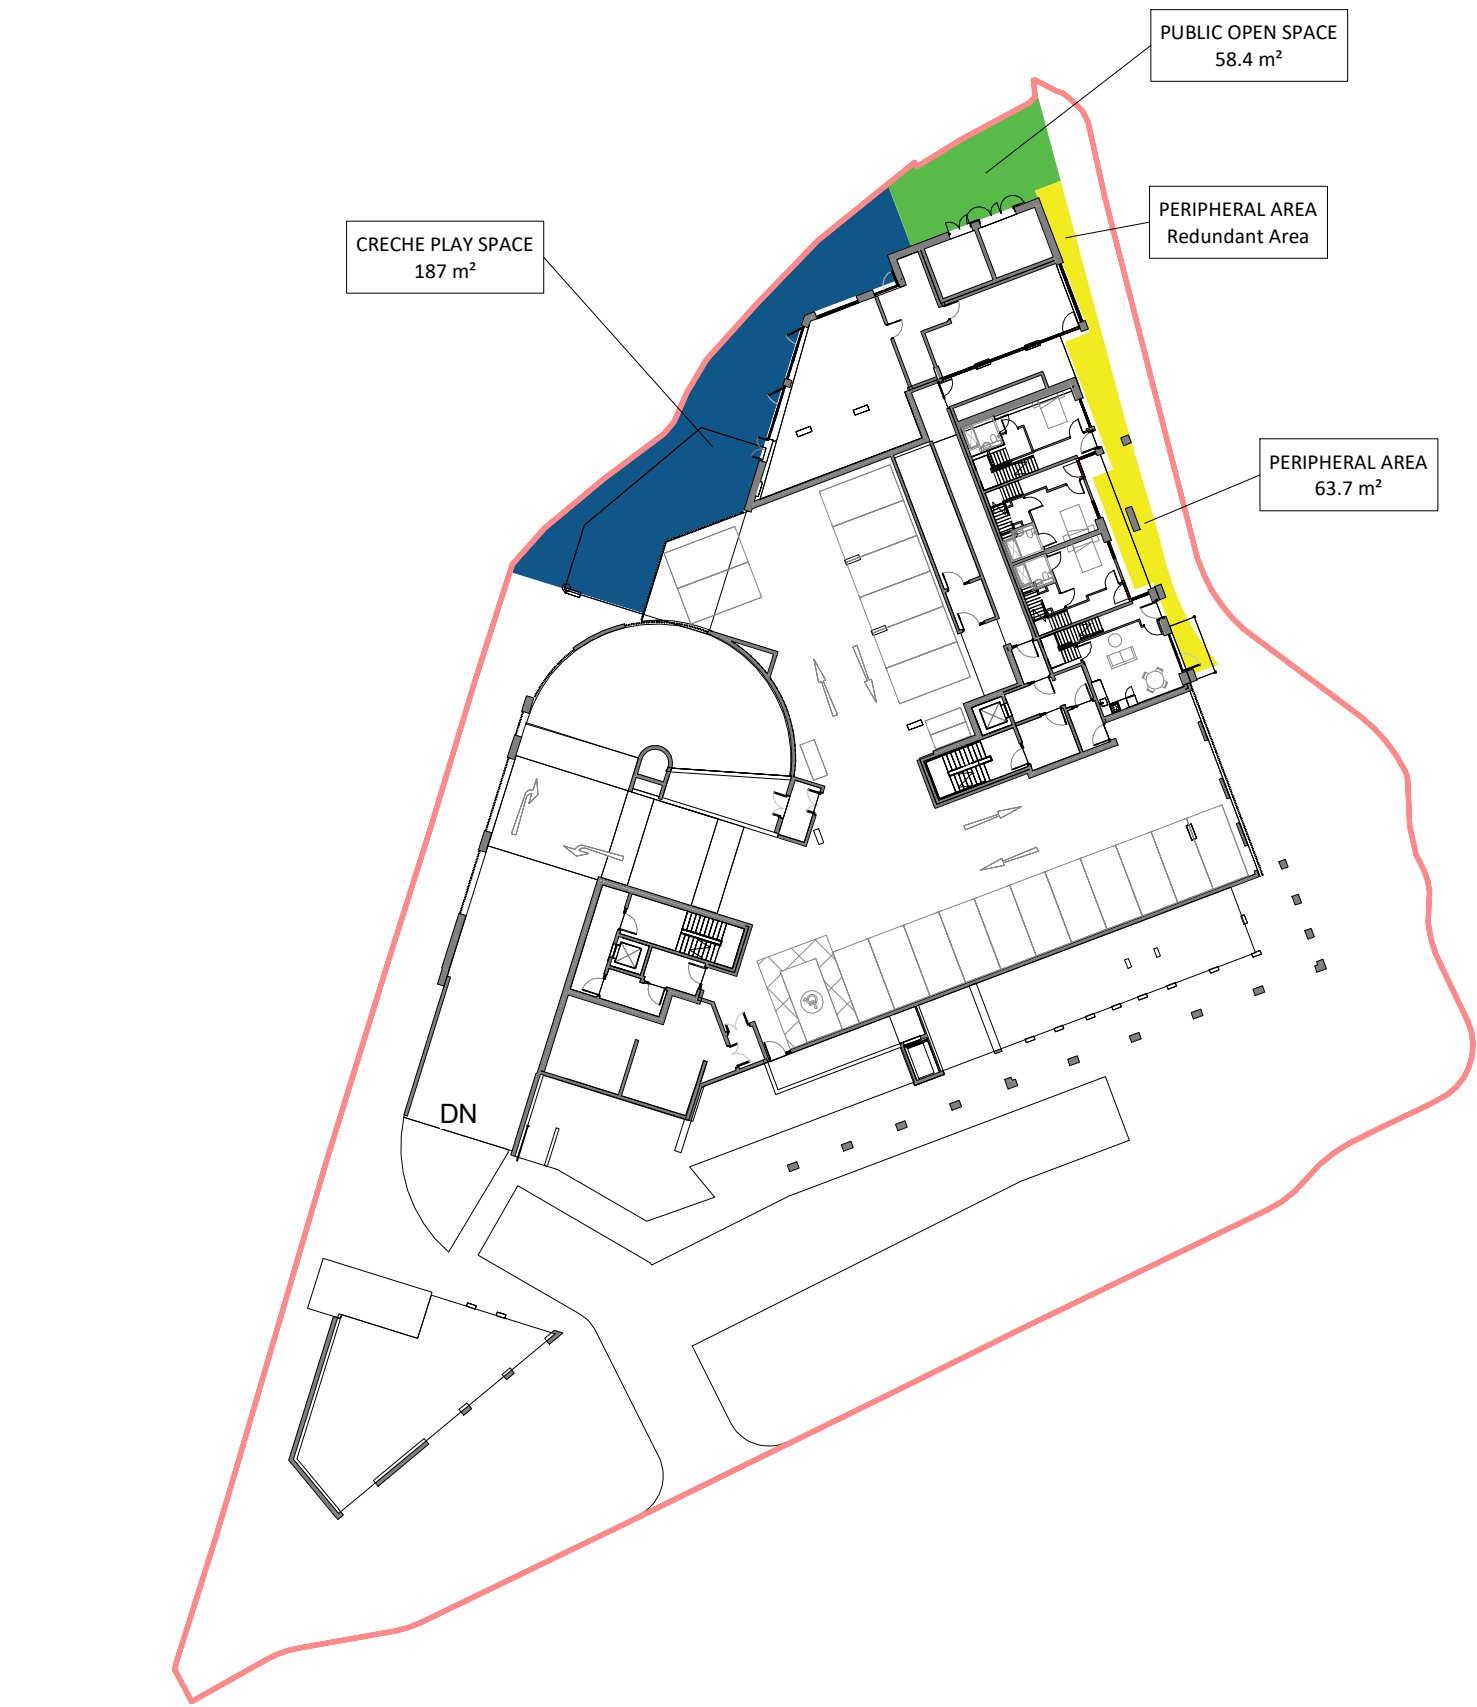 PUBLIC OPEN SPACE
58.4 m²
PERIPHERAL AREA
Redundant Area
CRECHE PLAY SPACE
187 m²
PERIPHERAL AREA
63.7 m²
DN